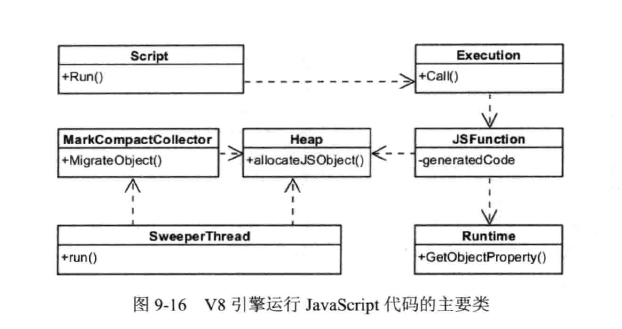 Script
+Run()
Execution
+Call()
MarkCompactCollector
+MigrateObject()
Heap
+allocateJSObject()
JSFunction
-generatedCode
SweeperThread
+run()
Runtime
+GetObjectProperty()
图 9-16 V8 引擎运行 JavaScript 代码的主要类